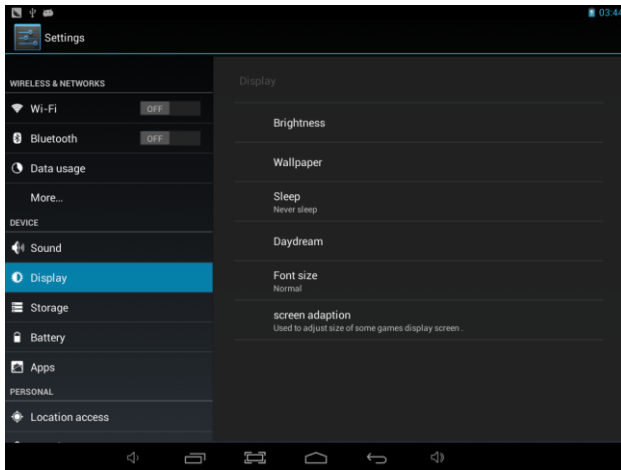 03:44
Settings
WIRELESS & NETWORKS
Wi-Fi OFF
Bluetooth OFF
Data usage
More...
DEVICE
Sound
Display
Storage
Battery
Apps
PERSONAL
Location access
Display
Brightness
Wallpaper
Sleep
Never sleep
Daydream
Font size
Normal
screen adaption
Used to adjust size of some games display screen .